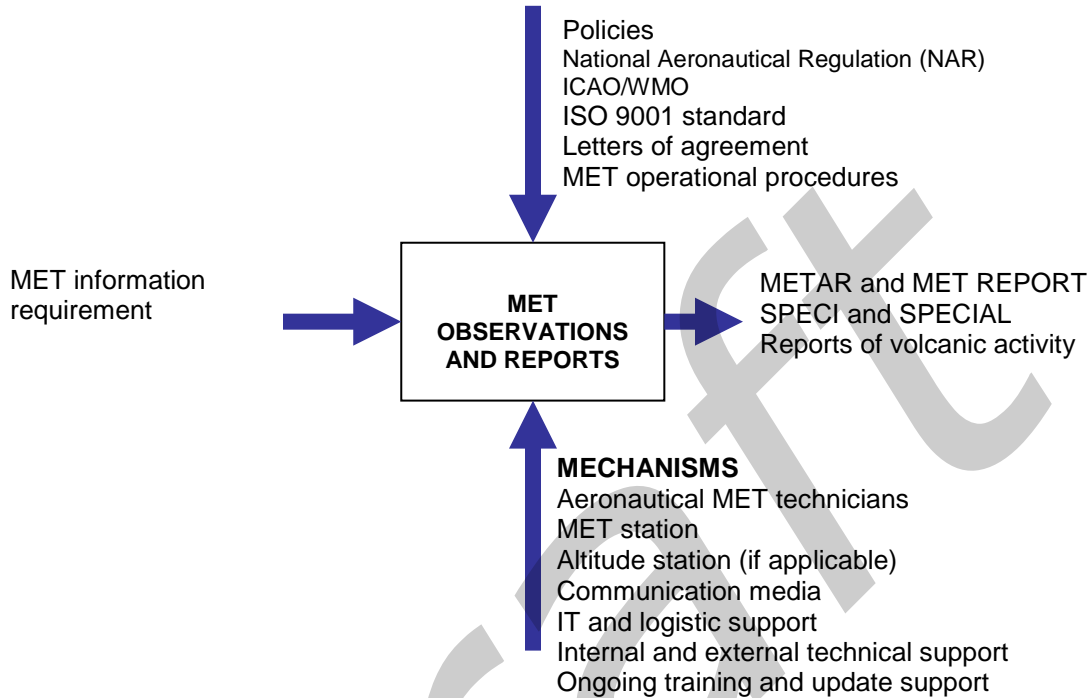 Policies
National Aeronautical Regulation (NAR)
ICAO/WMO
ISO 9001 standard
Letters of agreement
MET operational procedures
MET information
requirement
MET
OBSERVATIONS
AND REPORTS
METAR and MET REPORT
SPECI and SPECIAL
Reports of volcanic activity
MECHANISMS
Aeronautical MET technicians
MET station
Altitude station (if applicable)
Communication media
IT and logistic support
Internal and external technical support
Ongoing training and update support